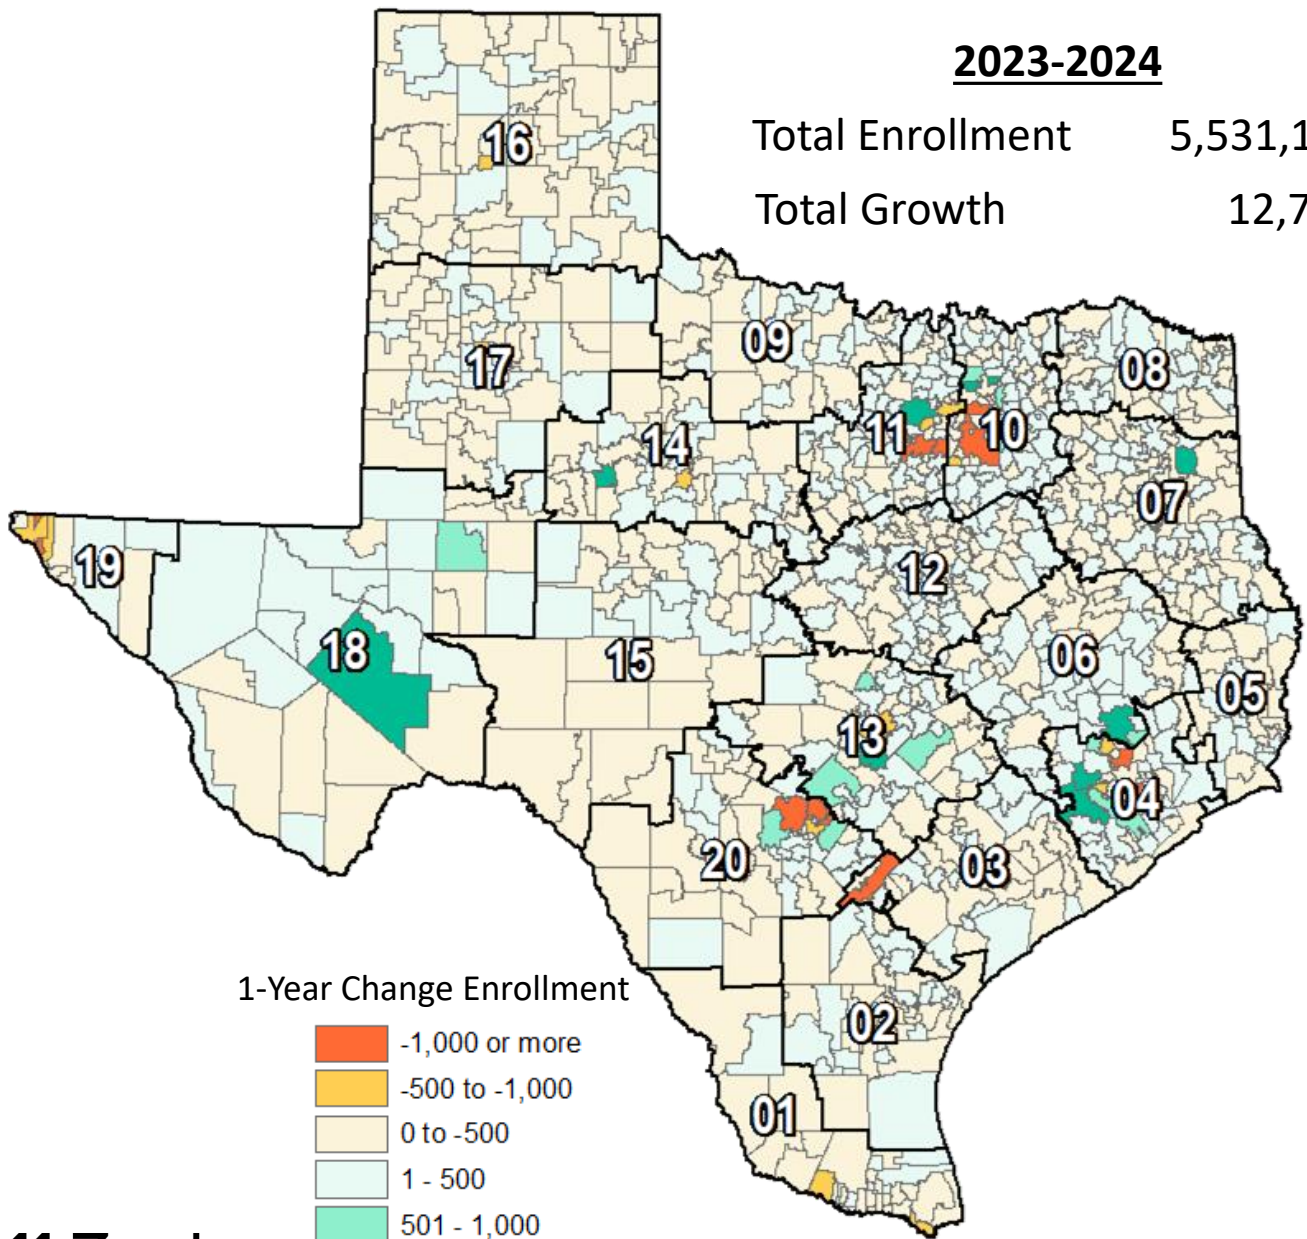 2023-2024
Total Enrollment 5,531,1
Total Growth 12,7
16
09
17
08
14
11
10
07
19
12
18
15
06
05
13
04
20
03
1-Year Change Enrollment
02
-1,000 or more
-500 to -1,000
01
0 to -500
1 - 500
501 - 1,000